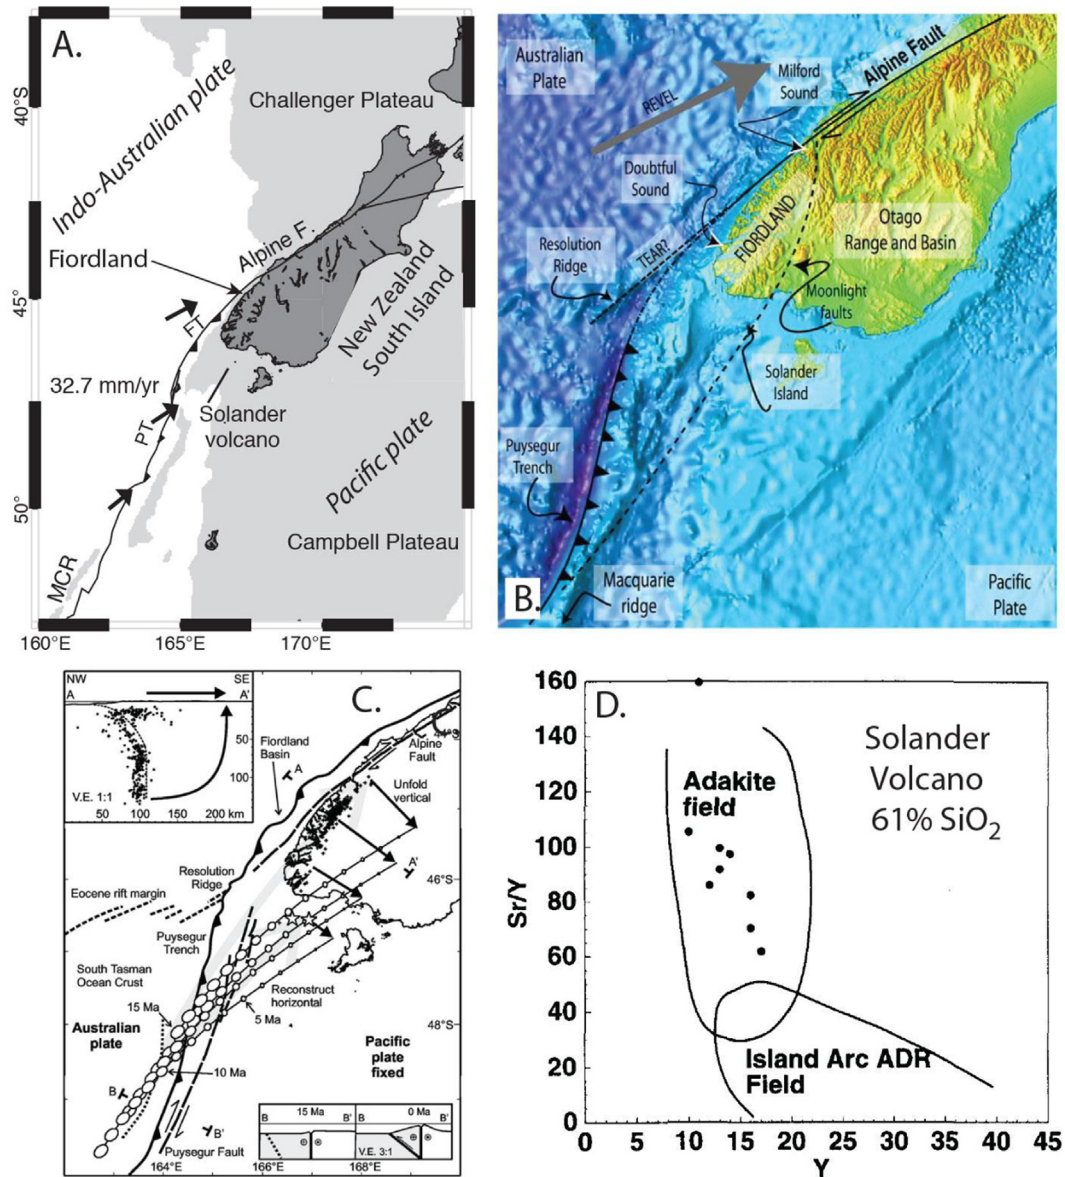 A.
40°S
45°
50°
160°E
165°E
170°E
Indo-Australian plate
Challenger Plateau
Alpine F.
Fiordland
FT
New Zealand
South Island
32.7 mm/yr
PT
Solander
volcano
Pacific plate
Campbell Plateau
MCR
B.
Australian
Plate
REVEL
Milford
Sound
Alpine Fault
Doubtful
Sound
FIORDLAND
Otago
Range and Basin
Resolution
Ridge
TEAR?
Moonlight
faults
Solander
Island
Puysegur
Trench
Macquarie
ridge
Pacific
Plate
C.
NW
SE
A
A'
50
100
V.E. 1:1
50
100
150
200 km
Fiordland
Basin
A
44°S
Alpine
Fault
Unfold
vertical
A'
46°S
Resolution
Ridge
Eocene rift margin
Puysegur
Trench
South Tasman
Ocean Crust
Reconstruct
horizontal
15 Ma
5 Ma
48°S
Australian
plate
Pacific
plate
fixed
10 Ma
B
B'
B
15 Ma
B'
B
0 Ma
B'
V.E. 3:1
Puysegur Fault
164°E
166°E
168°E
D.
Solander
Volcano
61% SiO₂
Adakite
field
Island Arc ADR
Field
Sr/Y
160
140
120
100
80
60
40
20
0
0
5
10
15
20
25
30
35
40
45
Y